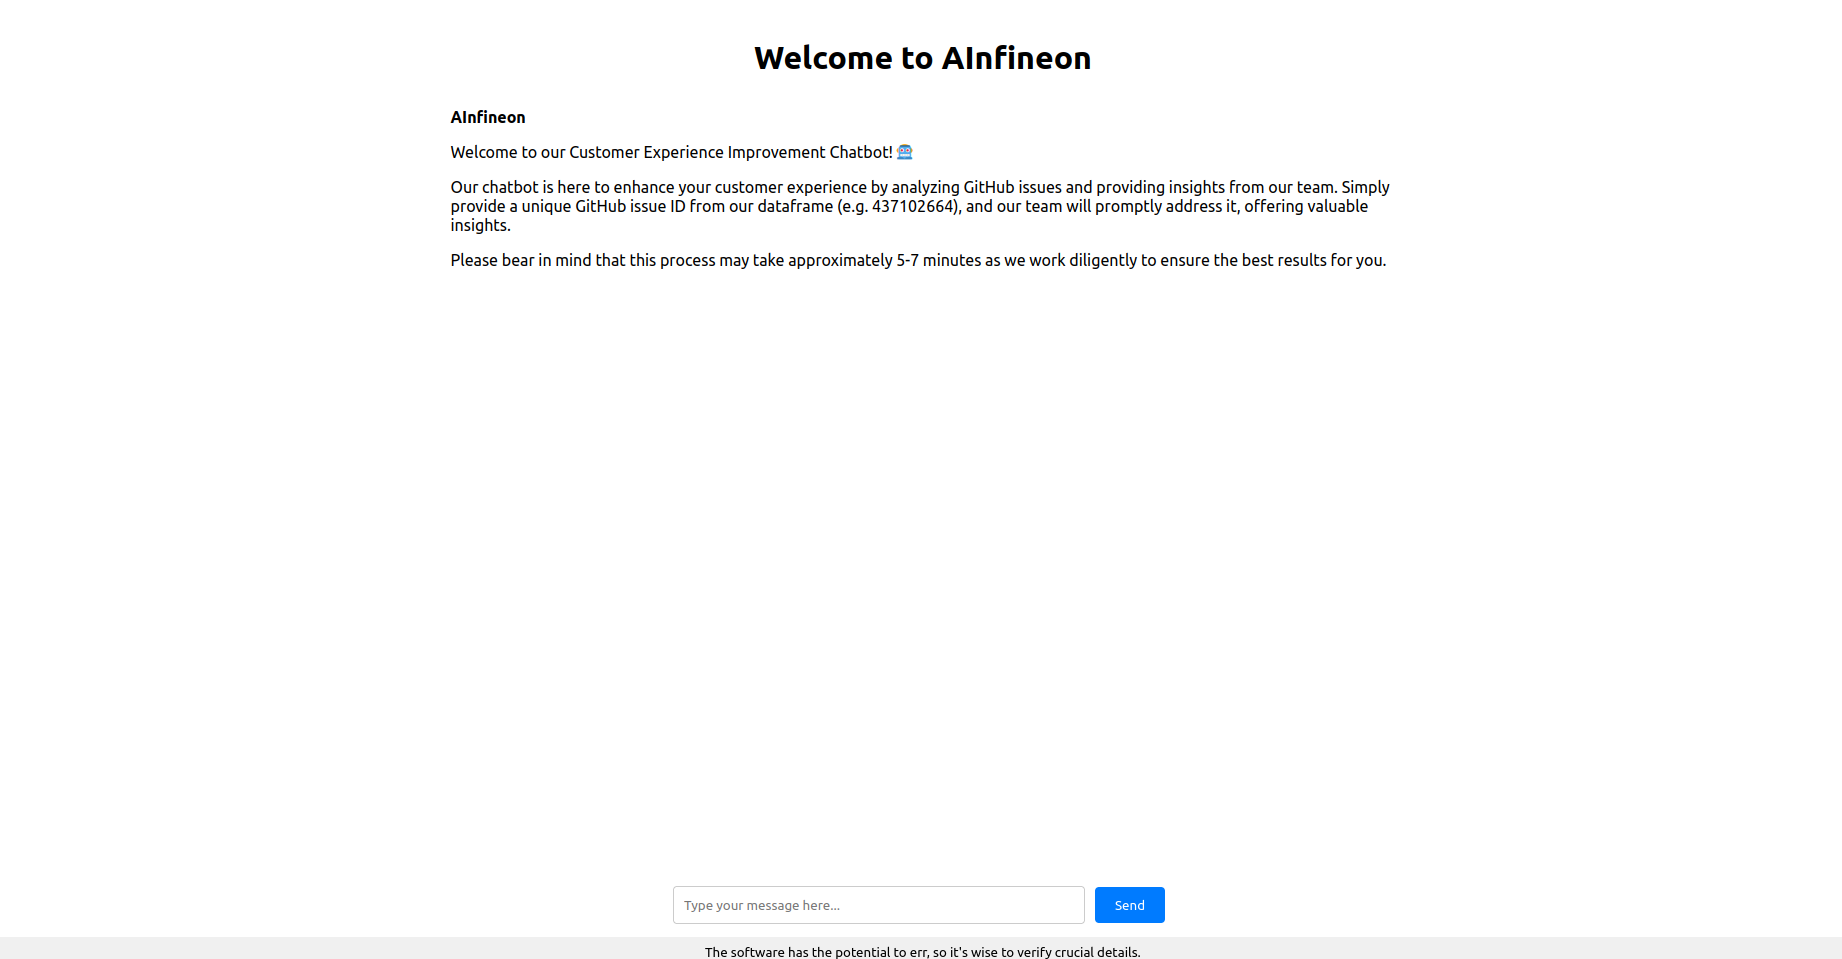 Welcome to AInfineon
AInfineon
Welcome to our Customer Experience Improvement Chatbot!
Our chatbot is here to enhance your customer experience by analyzing GitHub issues and providing insights from our team. Simply
provide a unique GitHub issue ID from our dataframe (e.g. 437102664), and our team will promptly address it, offering valuable
insights.
Please bear in mind that this process may take approximately 5-7 minutes as we work diligently to ensure the best results for you.
Type your message here...
Send
The software has the potential to err, so it's wise to verify crucial details.